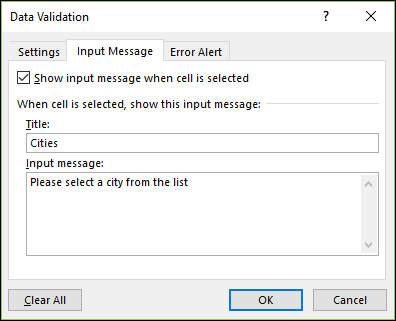 Data Validation ?
Settings Input Message Error Alert
Show input message when cell is selected
When cell is selected, show this input message:
Title:
Cities
Input message:
Please select a city from the list
Clear All OK Cancel